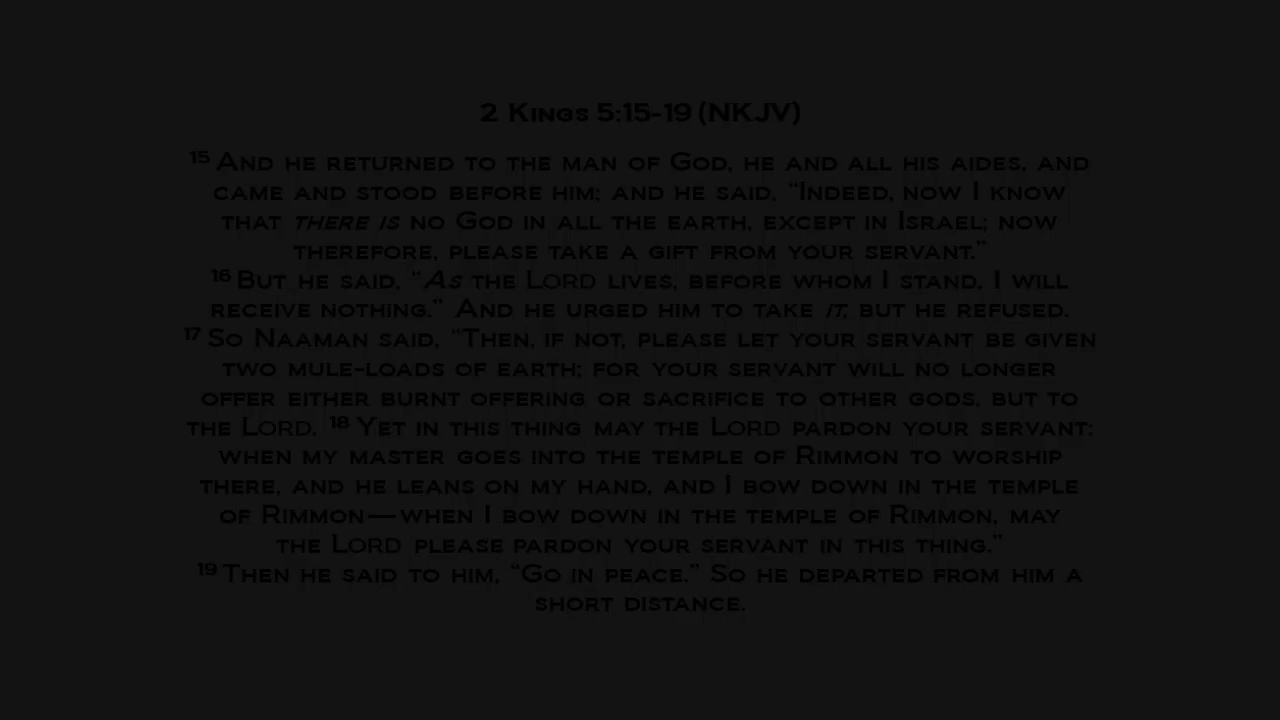 2 Kings 5:15-19 (NKJV)
15 And he returned to the man of God, he and all his aides, and
came and stood before him; and he said, “Indeed, now I know
that there is no God in all the earth, except in Israel; now
therefore, please take a gift from your servant.”
16 But he said, “As the Lord lives, before whom I stand, I will
receive nothing.” And he urged him to take it, but he refused.
17 So Naaman said, “Then, if not, please let your servant be given
two mule-loads of earth; for your servant will no longer
offer either burnt offering or sacrifice to other gods, but to
the Lord. 18 Yet in this thing may the Lord pardon your servant:
when my master goes into the temple of Rimmon to worship
there, and he leans on my hand, and I bow down in the temple
of Rimmon—when I bow down in the temple of Rimmon, may
the Lord please pardon your servant in this thing.”
19 Then he said to him, “Go in peace.” So he departed from him a
short distance.